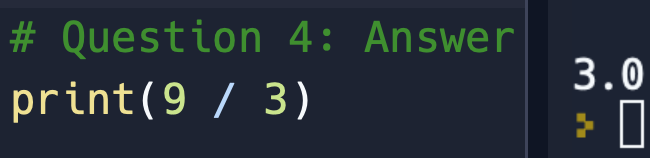 # Question 4: Answer
print(9 / 3)
3.0
>